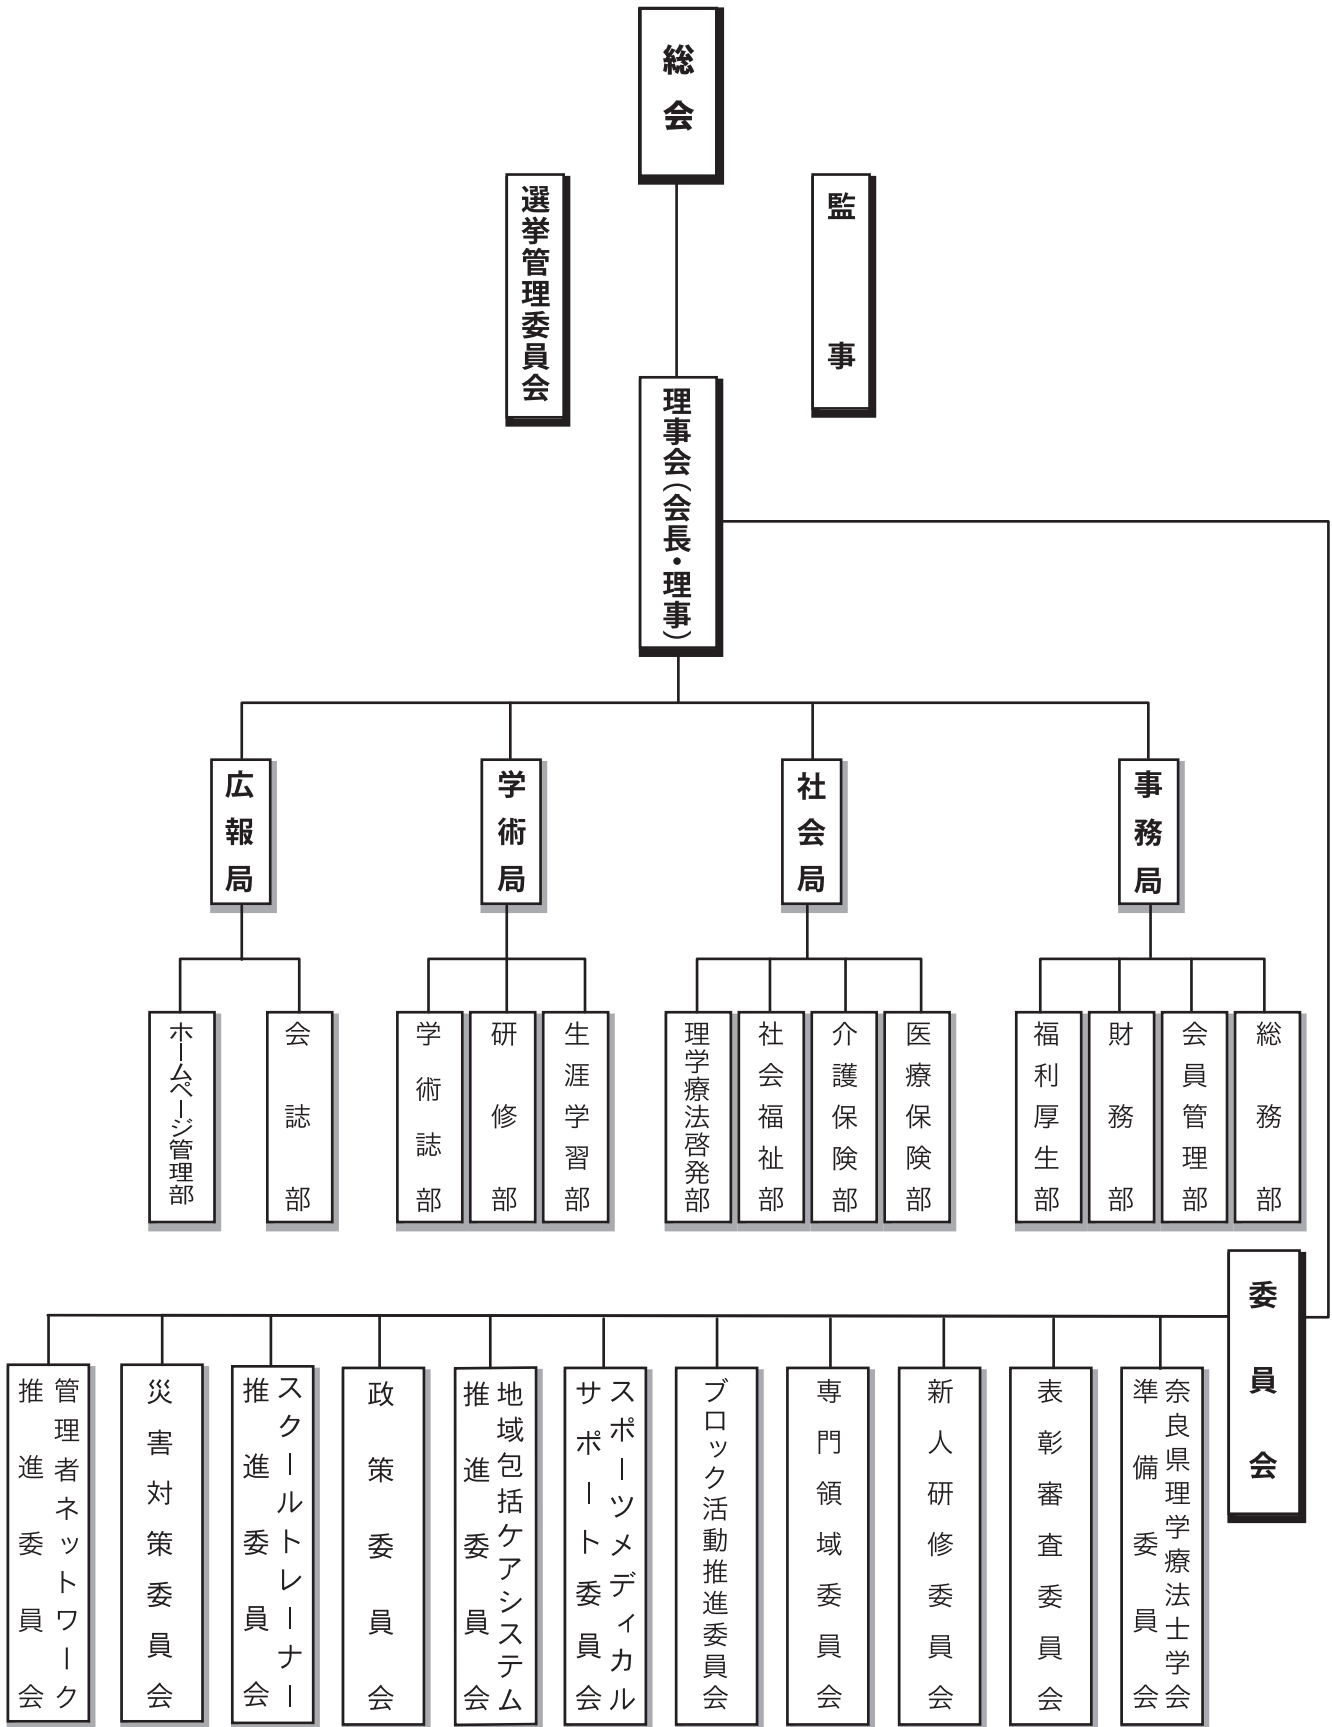 総会
監事
選挙管理委員会
理事会(会長・理事)
事務局
社会局
学術局
広報局
総務部
会員管理部
財務部
福利厚生部
医療保険部
介護保険部
社会福祉部
理学療法啓発部
生涯学習部
研修部
学術誌部
会誌部
ホームページ管理部
委員会
奈良県理学療法士学会
準備委員会
表彰審査委員会
新人研修委員会
専門領域委員会
ブロック活動推進委員会
スポーツメディカル
サポート委員会
地域包括ケアシステム
推進委員会
政策委員会
スクールトレーナー
推進委員会
災害対策委員会
管理者ネットワーク
推進委員会